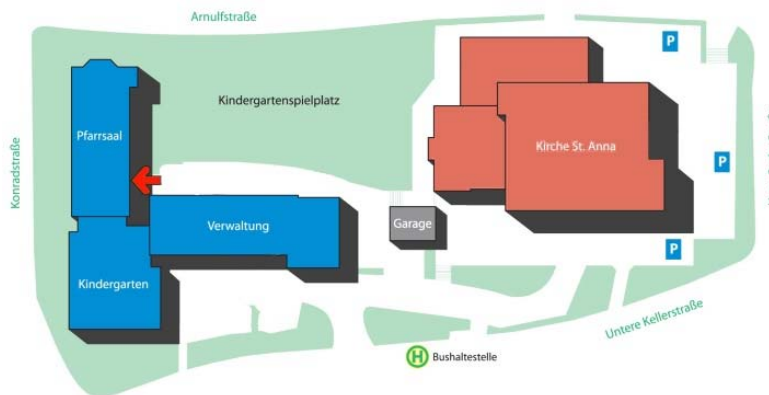 Arnulfstraße
P
Kindergartenspielplatz
Pfarrsaal
Kirche St. Anna
Konradstraße
P
Verwaltung
Garage
P
Kindergarten
Untere Kellerstraße
H Bushaltestelle